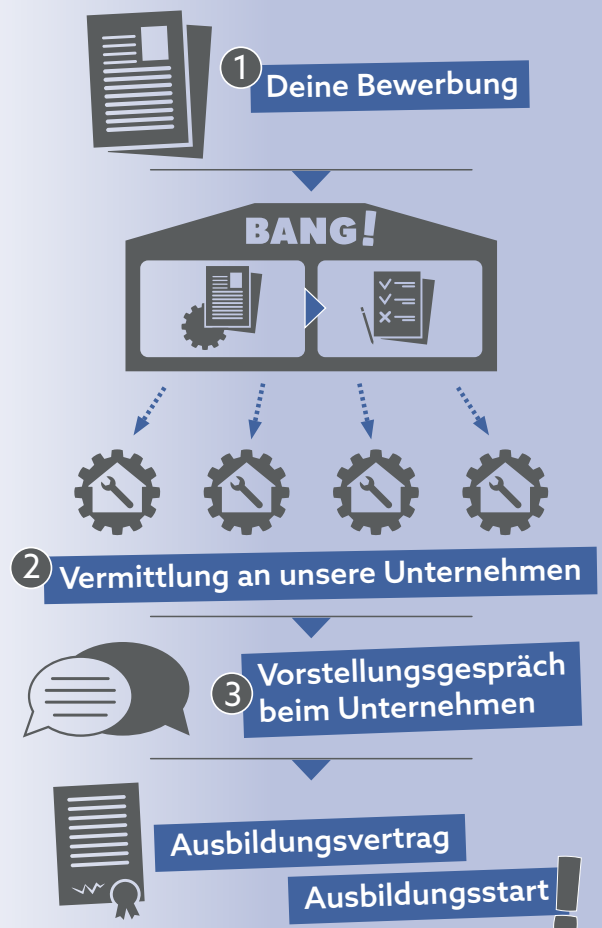 1
Deine Bewerbung
BANG!
2
Vermittlung an unsere Unternehmen
3
Vorstellungsgespräch
beim Unternehmen
Ausbildungsvertrag
Ausbildungsstart!